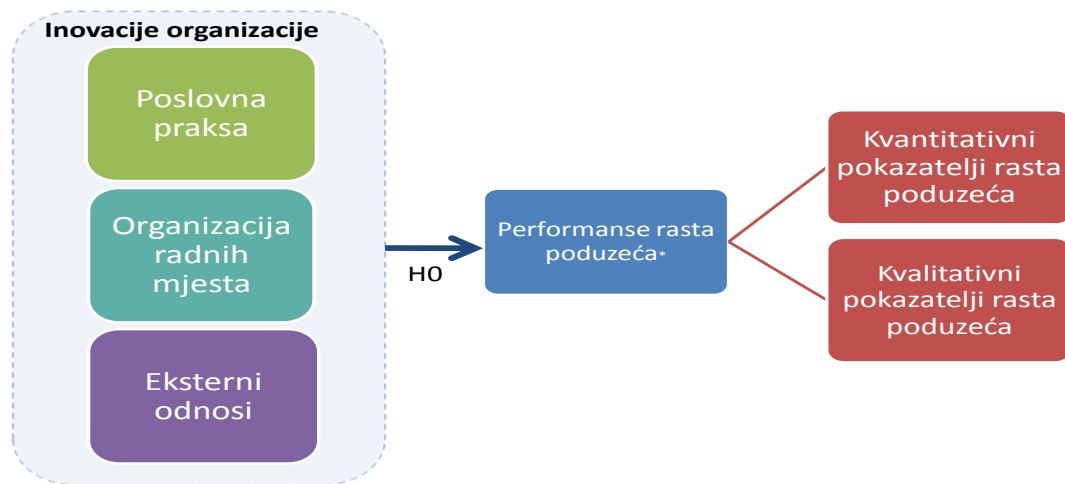 Inovacije organizacije
Poslovna
praksa
Organizacija
radnih
mjesta
Eksterni
odnosi
H0
Performanse rasta
poduzeća*
Kvantitativni
pokazatelji rasta
poduzeća
Kvalitativni
pokazatelji rasta
poduzeća